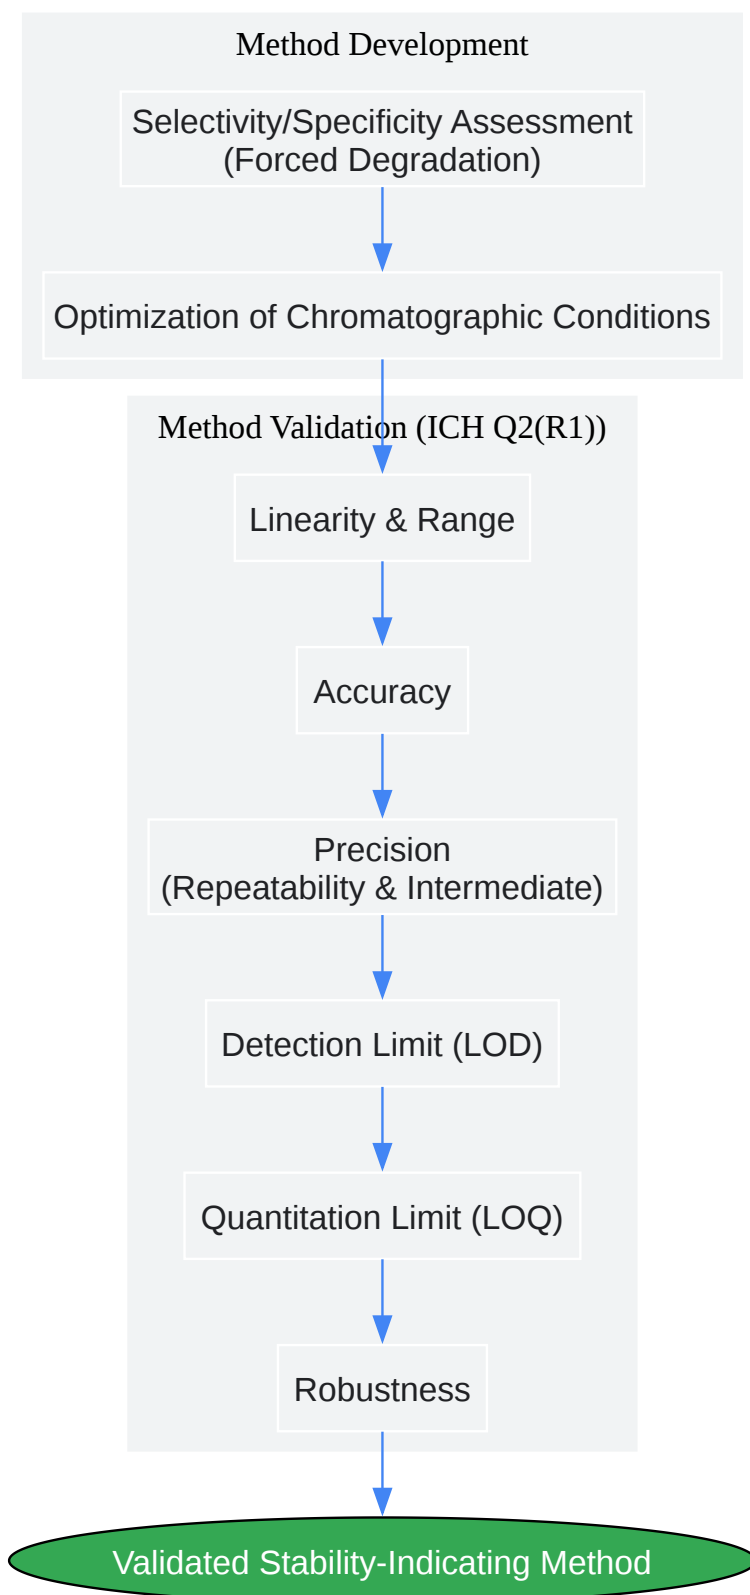 Method Development
Selectivity/Specificity Assessment
(Forced Degradation)
Optimization of Chromatographic Conditions
Method Validation (ICH Q2(R1))
Linearity & Range
Accuracy
Precision
(Repeatability & Intermediate)
Detection Limit (LOD)
Quantitation Limit (LOQ)
Robustness
Validated Stability-Indicating Method